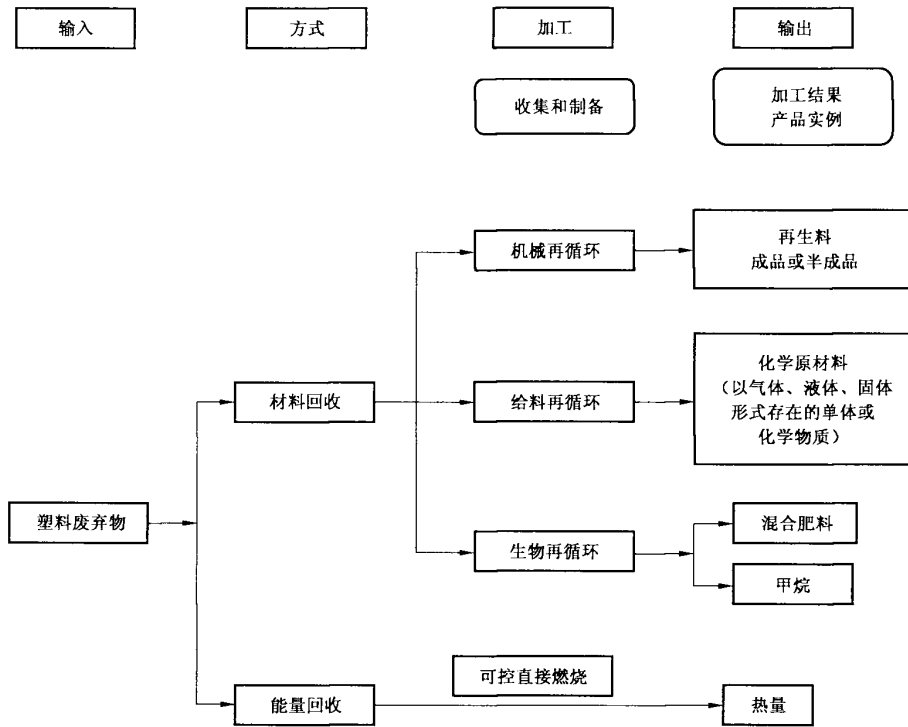 输入
方式
加工
输出
收集和制备
加工结果
产品实例
机械再循环
再生料
成品或半成品
材料回收
给料再循环
化学原材料
（以气体、液体、固体
形式存在的单体或
化学物质）
塑料废弃物
生物再循环
混合肥料
甲烷
能量回收
可控直接燃烧
热量